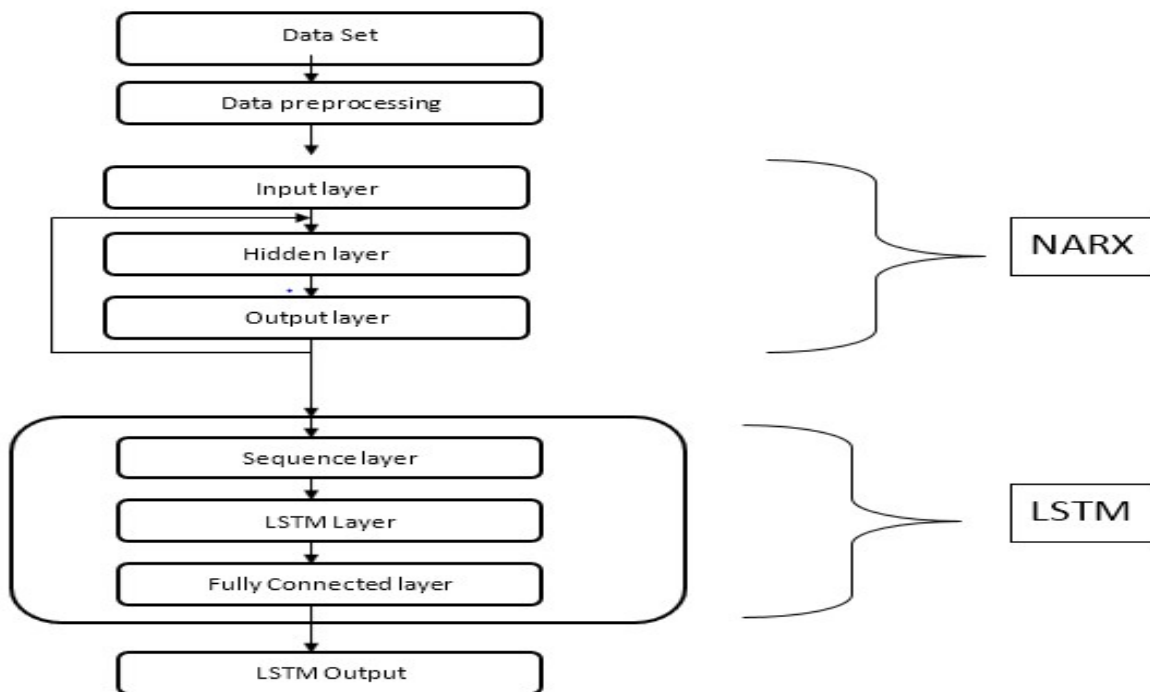 Data Set
Data preprocessing
Input layer
Hidden layer
Output layer
NARX
Sequence layer
LSTM Layer
Fully Connected layer
LSTM
LSTM Output